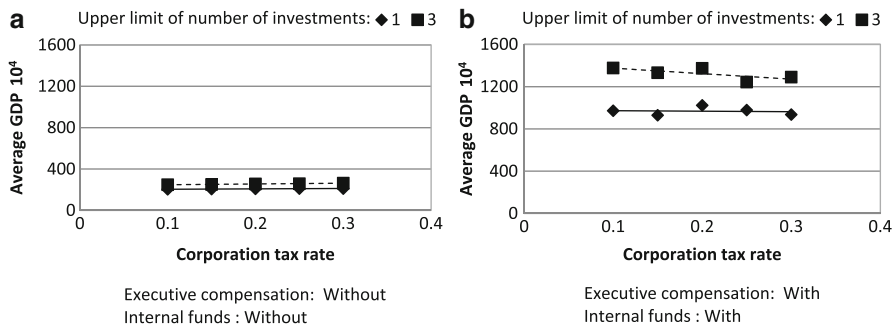 a
Upper limit of number of investments: ◆ 1 ■ 3
1600
1200
800
400
0
Average GDP 10⁴
0 0.1 0.2 0.3 0.4
Corporation tax rate
Executive compensation: Without
Internal funds : Without
b
Upper limit of number of investments: ◆ 1 ■ 3
1600
1200
800
400
0
Average GDP 10⁴
0 0.1 0.2 0.3 0.4
Corporation tax rate
Executive compensation: With
Internal funds : With